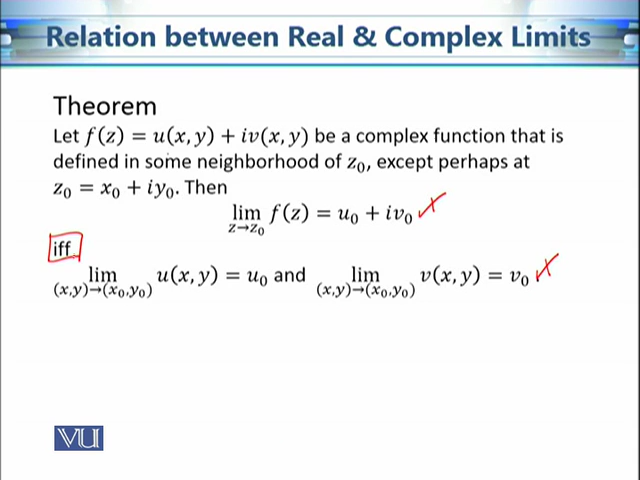 Relation between Real & Complex Limits
Theorem
Let f(z) = u(x, y) + iv(x, y) be a complex function that is
defined in some neighborhood of z₀, except perhaps at
z₀ = x₀ + iy₀. Then
lim z→z₀ f(z) = u₀ + iv₀
iff
lim (x,y)→(x₀,y₀) u(x, y) = u₀ and lim (x,y)→(x₀,y₀) v(x, y) = v₀
VU